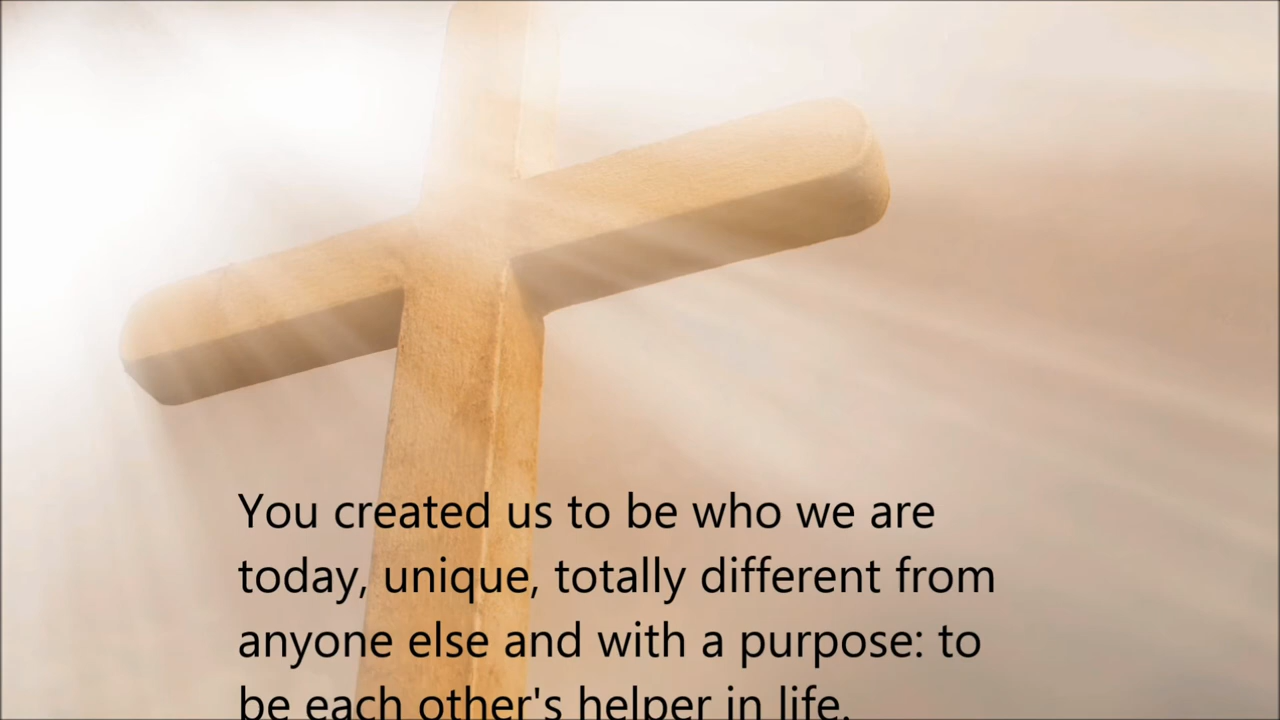 You created us to be who we are
today, unique, totally different from
anyone else and with a purpose: to
be each other's helper in life.